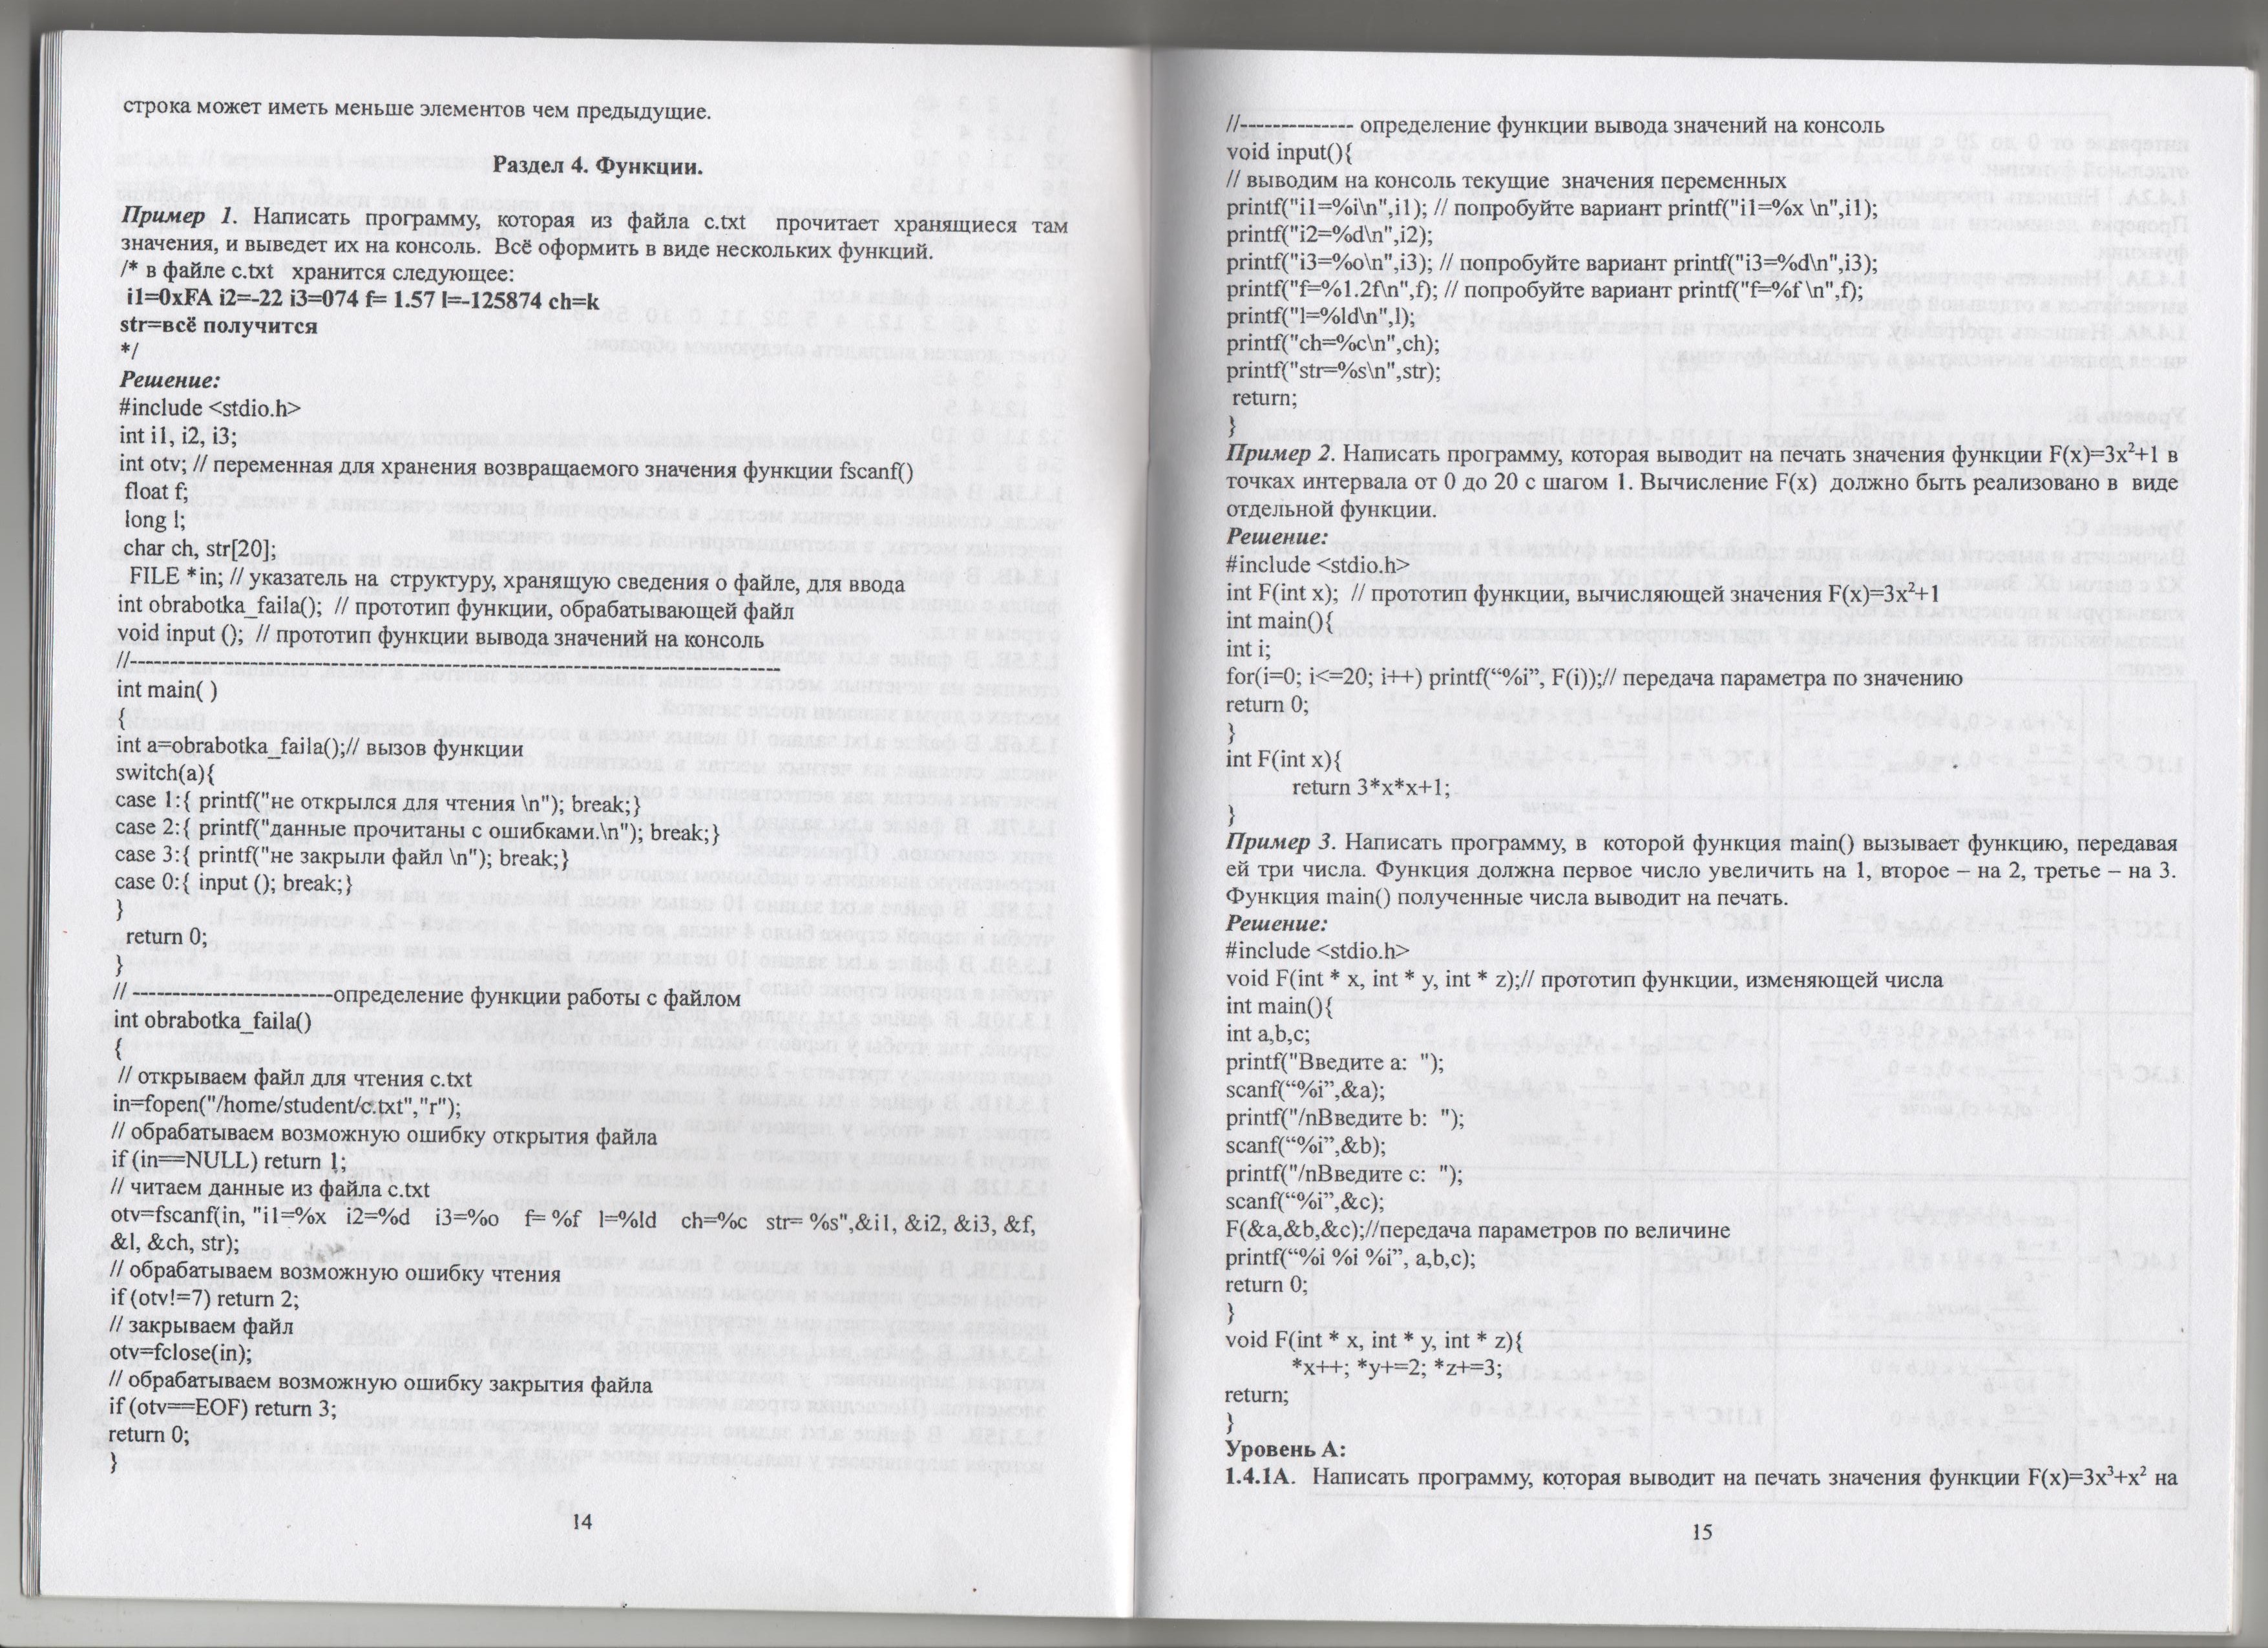 строка может иметь меньше элементов чем предыдущие.
Раздел 4. Функции.
Пример 1. Написать программу, которая из файла c.txt прочитает хранящиеся там
значения, и выведет их на консоль. Всё оформить в виде нескольких функций.
/* в файле c.txt хранится следующее:
i1=0xFA i2=-22 i3=074 f= 1.57 l=-125874 ch=k
str=всё получится
*/
Решение:
#include <stdio.h>
int i1, i2, i3;
int otv; // переменная для хранения возвращаемого значения функции fscanf()
float f;
long l;
char ch, str[20];
FILE *in; // указатель на структуру, хранящую сведения о файле, для ввода
int obrabotka_faila(); // прототип функции, обрабатывающей файл
void input (); // прототип функции вывода значений на консоль
//--------------------------------------------------------------------------------
int main( )
{
int a=obrabotka_faila();// вызов функции
switch(a){
case 1:{ printf("не открылся для чтения \n"); break;}
case 2:{ printf("данные прочитаны с ошибками.\n"); break;}
case 3:{ printf("не закрыли файл \n"); break;}
case 0:{ input (); break;}
}
return 0;
}
// -------------------------определение функции работы с файлом
int obrabotka_faila()
{
// открываем файл для чтения c.txt
in=fopen("/home/student/c.txt","r");
// обрабатываем возможную ошибку открытия файла
if (in==NULL) return 1;
// читаем данные из файла c.txt
otv=fscanf(in, "i1=%x i2=%d i3=%o f= %f l=%ld ch=%c str= %s",&i1, &i2, &i3, &f,
&l, &ch, str);
// обрабатываем возможную ошибку чтения
if (otv!=7) return 2;
// закрываем файл
otv=fclose(in);
// обрабатываем возможную ошибку закрытия файла
if (otv==EOF) return 3;
return 0;
}
14
//-------------- определение функции вывода значений на консоль
void input(){
// выводим на консоль текущие значения переменных
printf("i1=%i\n",i1); // попробуйте вариант printf("i1=%x \n",i1);
printf("i2=%d\n",i2);
printf("i3=%o\n",i3); // попробуйте вариант printf("i3=%d\n",i3);
printf("f=%1.2f\n",f); // попробуйте вариант printf("f=%f \n",f);
printf("l=%ld\n",l);
printf("ch=%c\n",ch);
printf("str=%s\n",str);
return;
}
Пример 2. Написать программу, которая выводит на печать значения функции F(x)=3x²+1 в
точках интервала от 0 до 20 с шагом 1. Вычисление F(x) должно быть реализовано в виде
отдельной функции.
Решение:
#include <stdio.h>
int F(int x); // прототип функции, вычисляющей значения F(x)=3x²+1
int main(){
int i;
for(i=0; i<=20; i++) printf(“%i”, F(i));// передача параметра по значению
return 0;
}
int F(int x){
return 3*x*x+1;
}
Пример 3. Написать программу, в которой функция main() вызывает функцию, передавая
ей три числа. Функция должна первое число увеличить на 1, второе – на 2, третье – на 3.
Функция main() полученные числа выводит на печать.
Решение:
#include <stdio.h>
void F(int * x, int * y, int * z);// прототип функции, изменяющей числа
int main(){
int a,b,c;
printf("Введите a: ");
scanf(“%i”,&a);
printf("/nВведите b: ");
scanf(“%i”,&b);
printf("/nВведите c: ");
scanf(“%i”,&c);
F(&a,&b,&c);//передача параметров по величине
printf(“%i %i %i”, a,b,c);
return 0;
}
void F(int * x, int * y, int * z){
*x++; *y+=2; *z+=3;
return;
}
Уровень А:
1.4.1А. Написать программу, которая выводит на печать значения функции F(x)=3x³+x² на
15